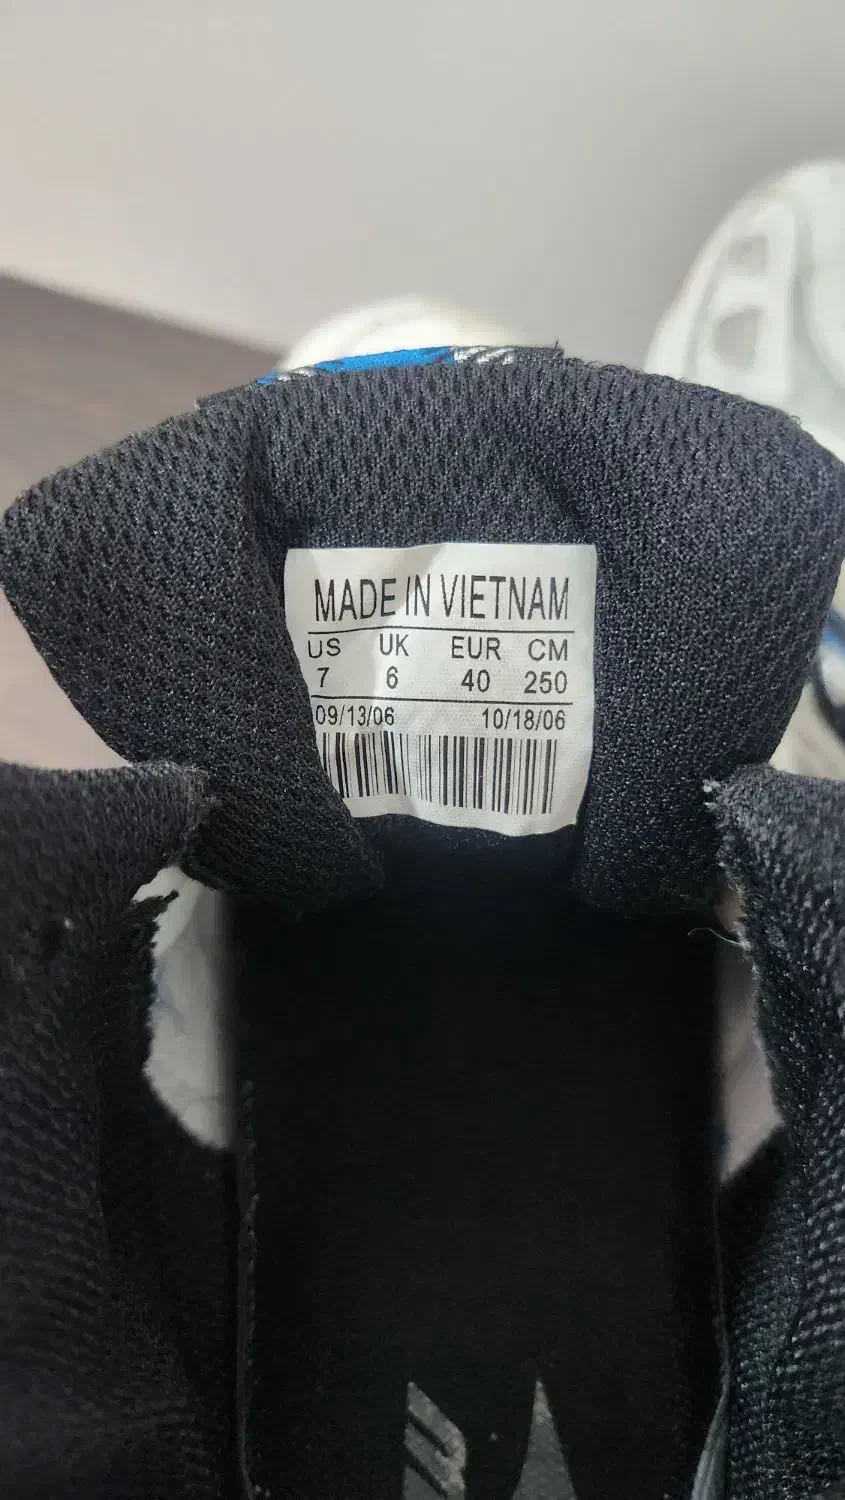 MADE IN VIETNAM
US UK EUR CM
7 6 40 250
09/13/06 10/18/06